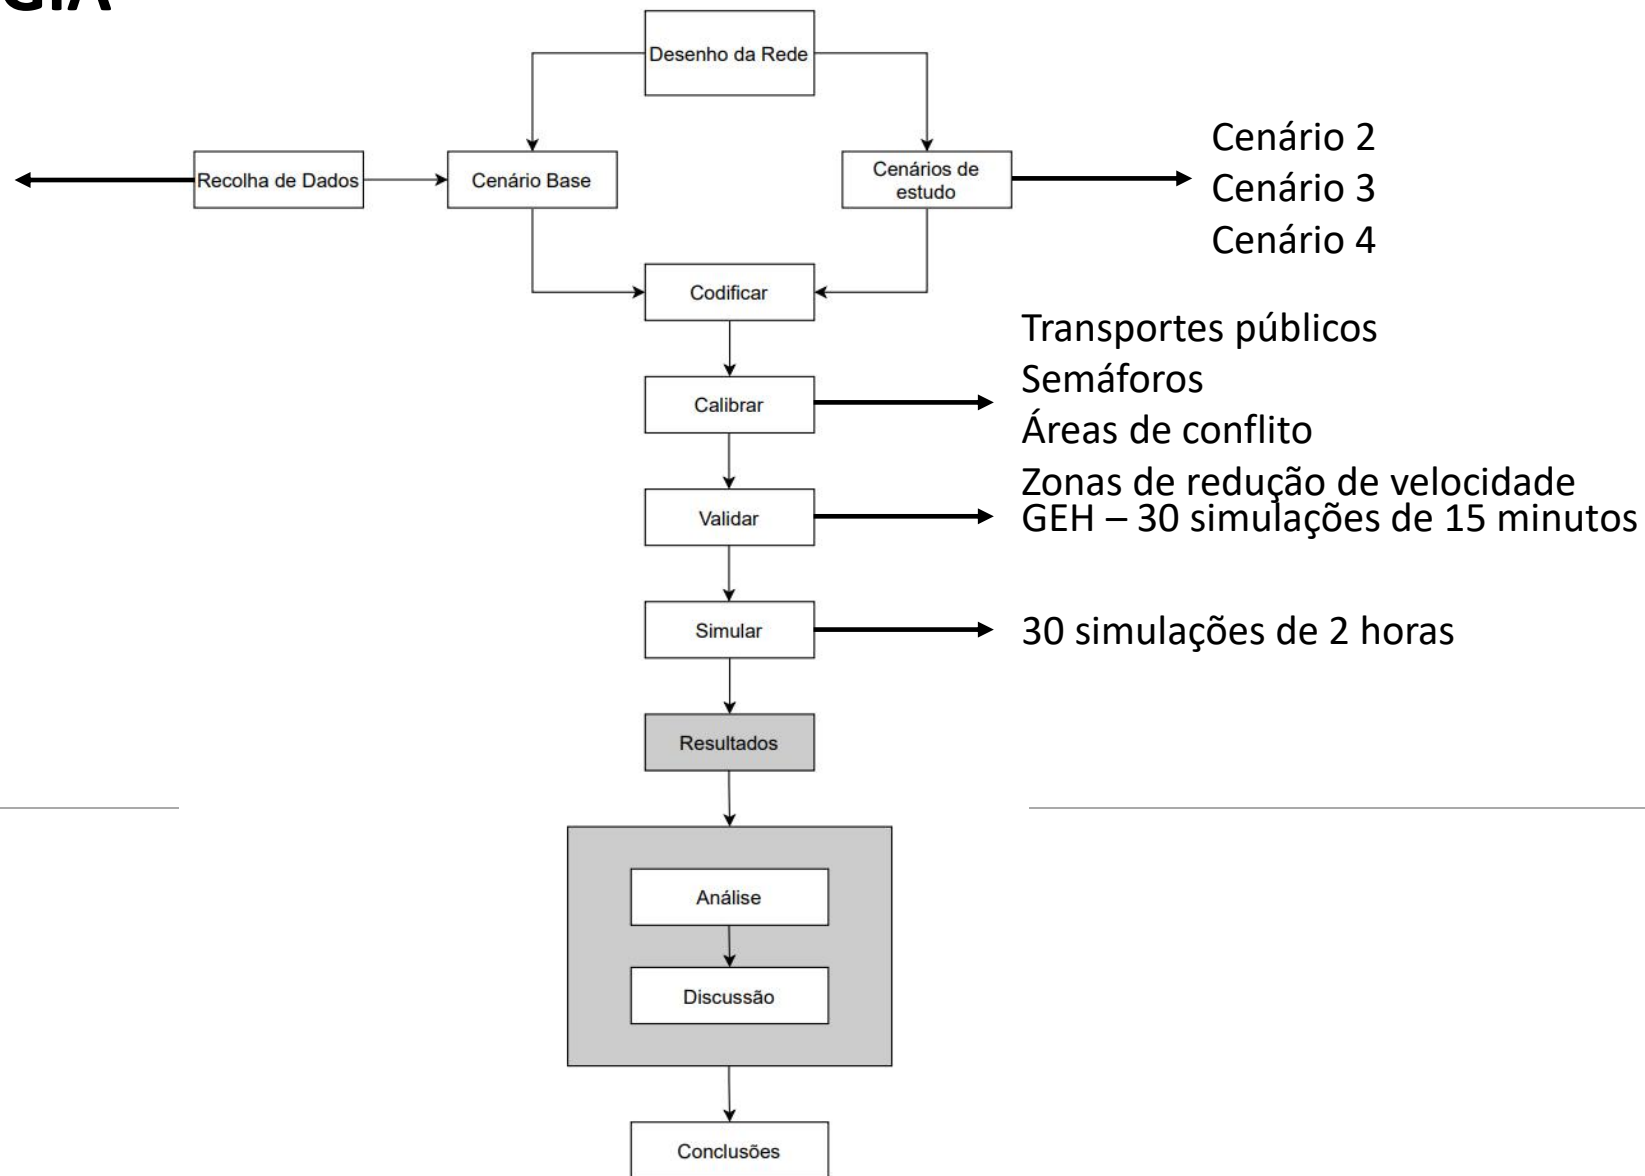 GIA
Desenho da Rede
Recolha de Dados
Cenário Base
Cenários de
estudo
Cenário 2
Cenário 3
Cenário 4
Codificar
Transportes públicos
Semáforos
Áreas de conflito
Zonas de redução de velocidade
Calibrar
Validar
GEH – 30 simulações de 15 minutos
Simular
30 simulações de 2 horas
Resultados
Análise
Discussão
Conclusões